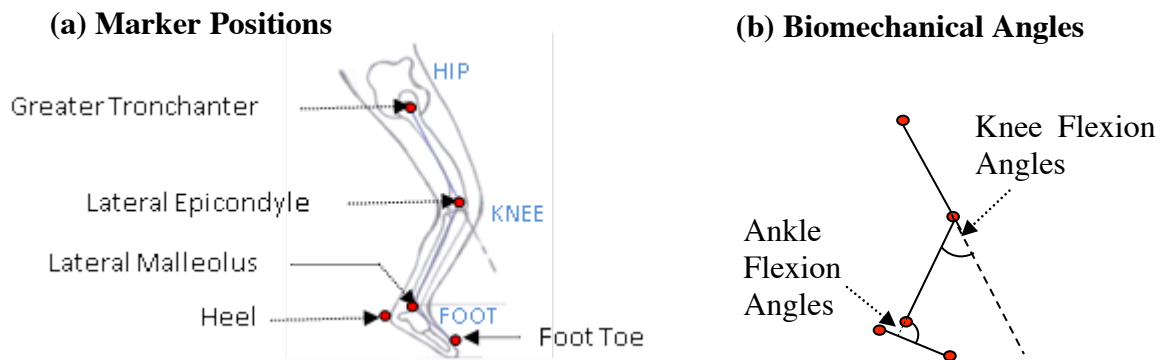 (a) Marker Positions
HIP
Greater Tronchanter
Lateral Epicondyle
KNEE
Lateral Malleolus
Heel
FOOT
Foot Toe
(b) Biomechanical Angles
Knee Flexion
Angles
Ankle
Flexion
Angles